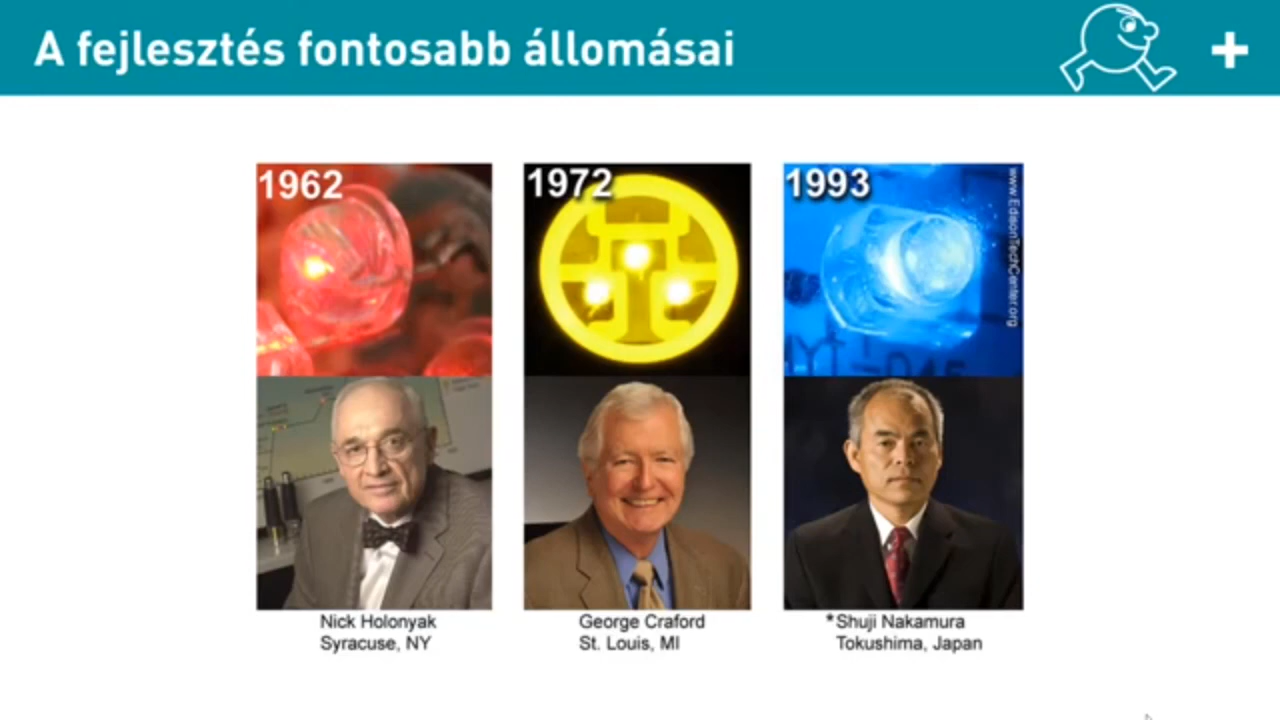 A fejlesztés fontosabb állomásai
1962
1972
1993
www.EdisonTechCenter.org
Nick Holonyak
Syracuse, NY
George Craford
St. Louis, MI
*Shuji Nakamura
Tokushima, Japan